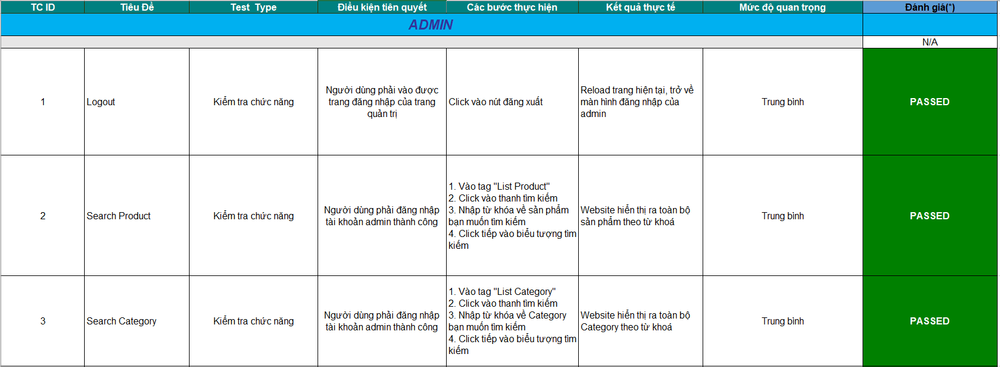 TC ID
Tiêu Đề
Test Type
Điều kiện tiên quyết
Các bước thực hiện
Kết quả thực tế
Mức độ quan trọng
Đánh giá(*)
ADMIN
N/A
1
Logout
Kiểm tra chức năng
Người dùng phải vào được
trang đăng nhập của trang
quản trị
Click vào nút đăng xuất
Reload trang hiện tại, trở về
màn hình đăng nhập của
admin
Trung bình
PASSED
2
Search Product
Kiểm tra chức năng
Người dùng phải đăng nhập
tài khoản admin thành công
1. Vào tag "List Product"
2. Click vào thanh tìm kiếm
3. Nhập từ khóa về sản phẩm
bạn muốn tìm kiếm
4. Click tiếp vào biểu tượng tìm
kiếm
Website hiển thị ra toàn bộ
sản phẩm theo từ khoá
Trung bình
PASSED
3
Search Category
Kiểm tra chức năng
Người dùng phải đăng nhập
tài khoản admin thành công
1. Vào tag "List Category"
2. Click vào thanh tìm kiếm
3. Nhập từ khóa về Category
bạn muốn tìm kiếm
4. Click tiếp vào biểu tượng tìm
kiếm
Website hiển thị ra toàn bộ
Category theo từ khoá
Trung bình
PASSED